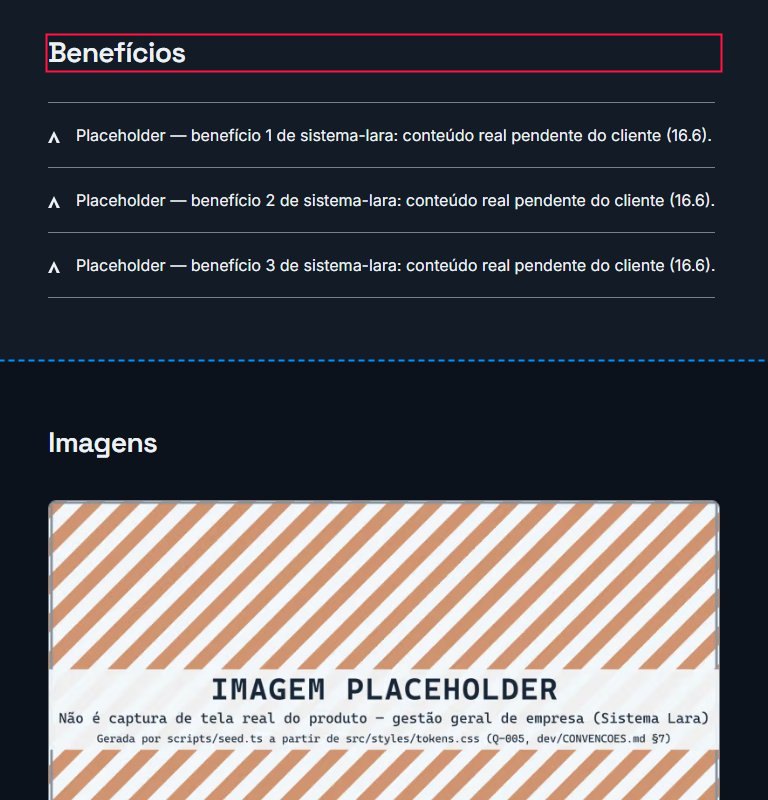 Benefícios
Placeholder — benefício 1 de sistema-lara: conteúdo real pendente do cliente (16.6).
Placeholder — benefício 2 de sistema-lara: conteúdo real pendente do cliente (16.6).
Placeholder — benefício 3 de sistema-lara: conteúdo real pendente do cliente (16.6).
Imagens
IMAGEM PLACEHOLDER
Não é captura de tela real do produto — gestão geral de empresa (Sistema Lara)
Gerada por scripts/seed.ts a partir de src/styles/tokens.css (Q-005, dev/CONVENCOES.md §7)